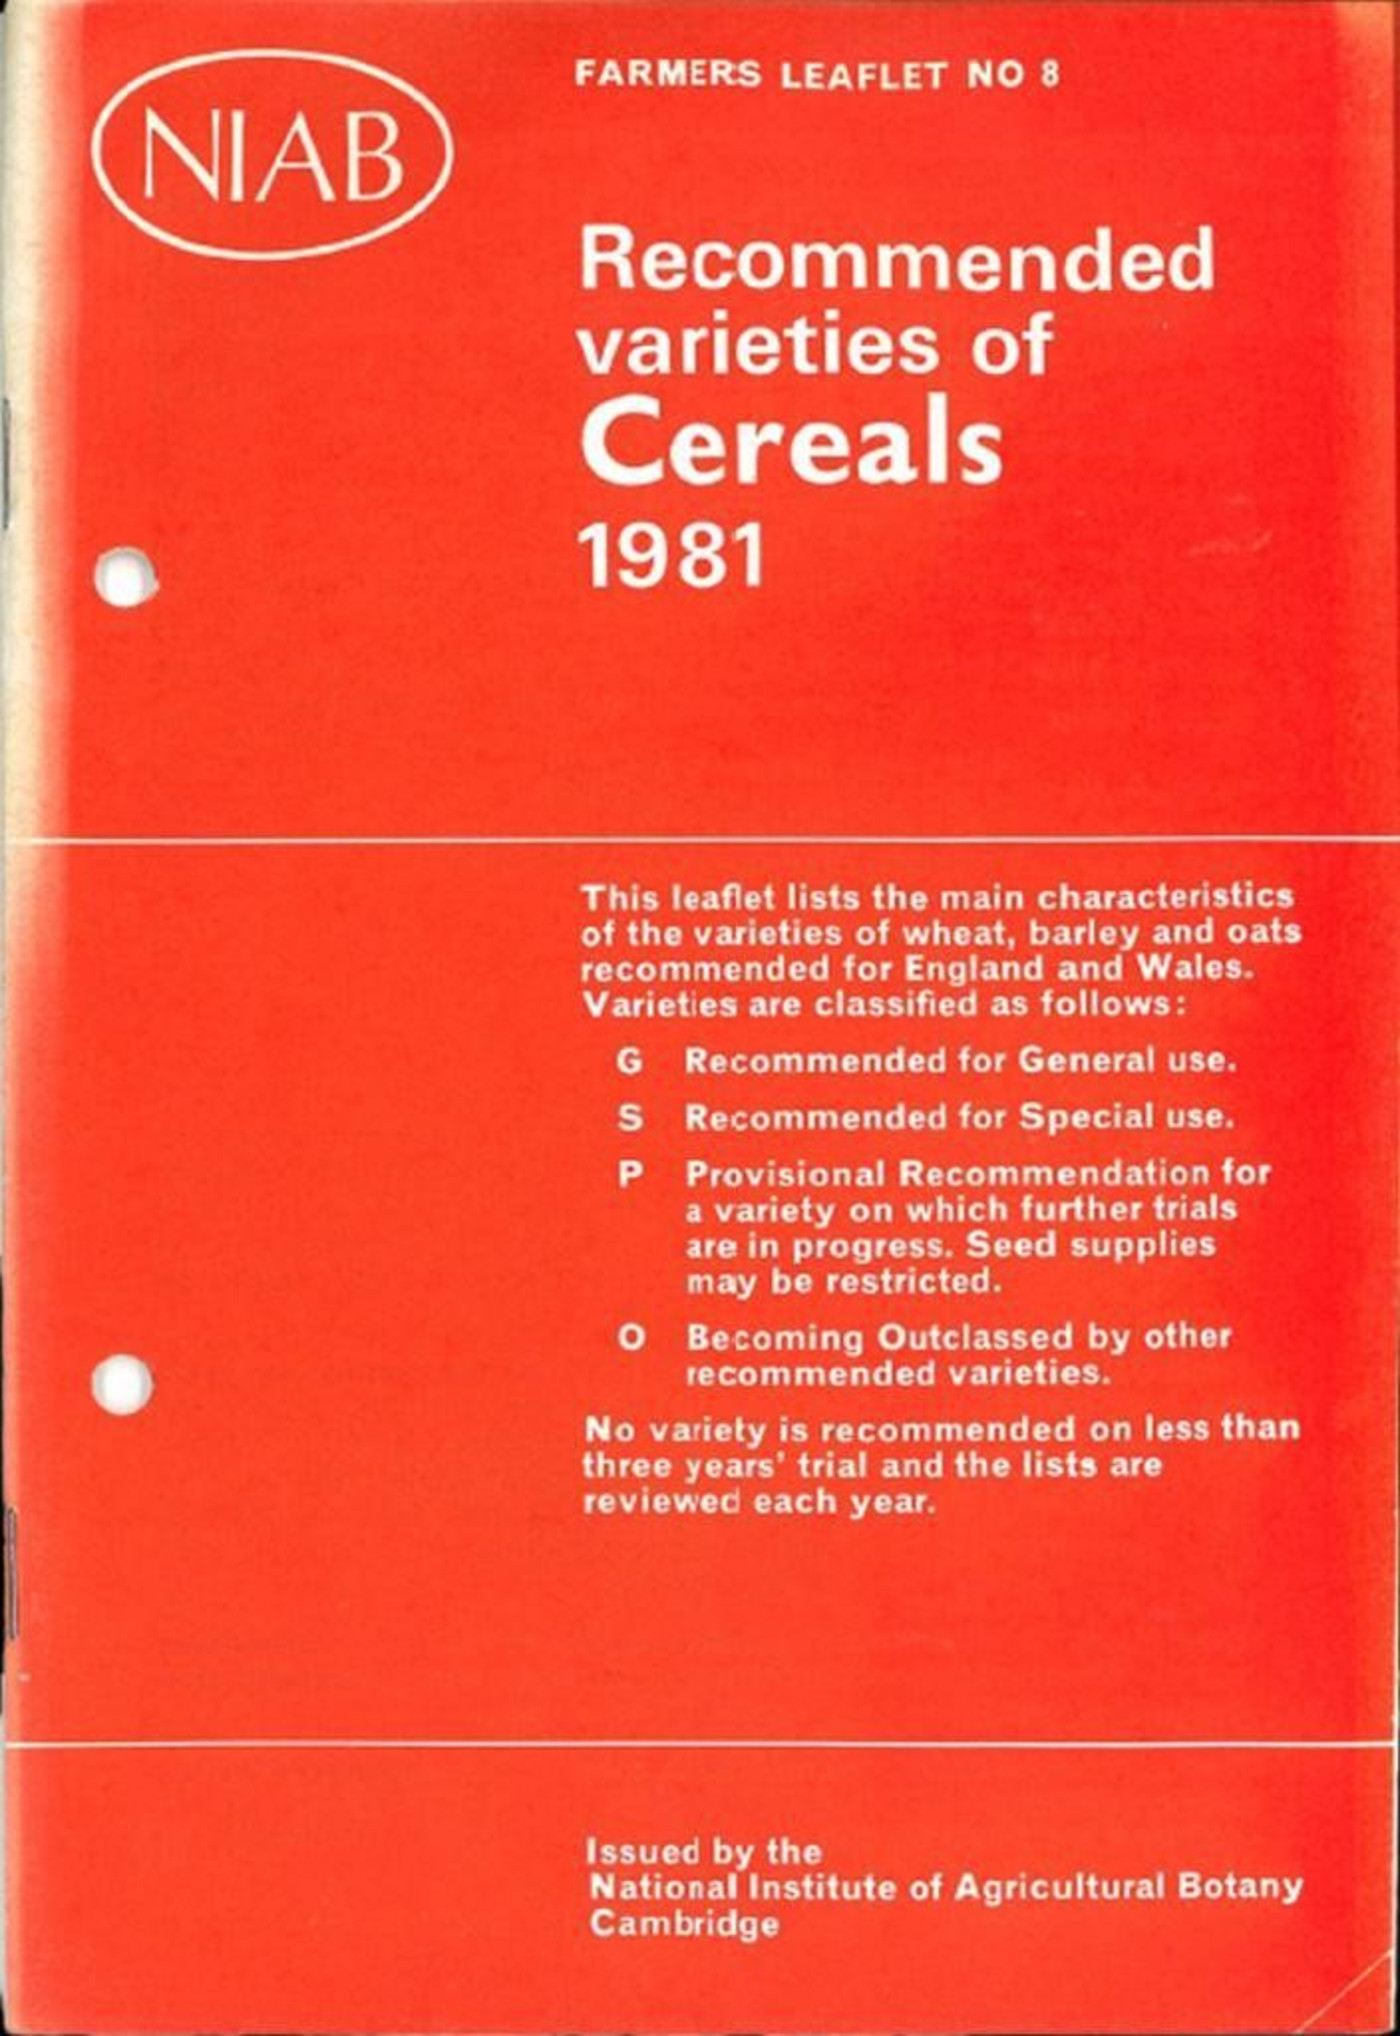 NIAB
FARMERS LEAFLET NO 8
Recommended
varieties of
Cereals
1981
This leaflet lists the main characteristics
of the varieties of wheat, barley and oats
recommended for England and Wales.
Varieties are classified as follows:
G Recommended for General use.
S Recommended for Special use.
P Provisional Recommendation for
a variety on which further trials
are in progress. Seed supplies
may be restricted.
O Becoming Outclassed by other
recommended varieties.
No variety is recommended on less than
three years' trial and the lists are
reviewed each year.
Issued by the
National Institute of Agricultural Botany
Cambridge